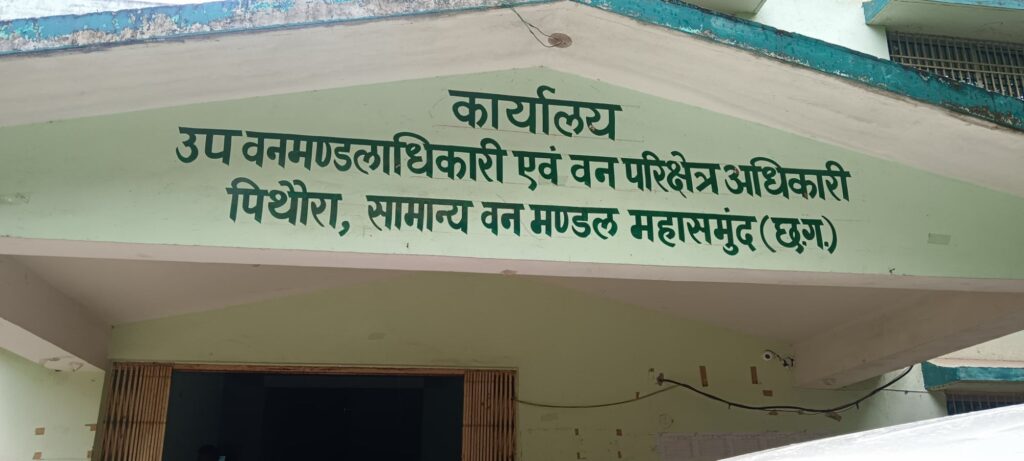 कार्यालय
उप वनमण्डलाधिकारी एवं वन परिक्षेत्र अधिकारी
पिथौरा, सामान्य वन मण्डल महासमुंद (छ.ग.)